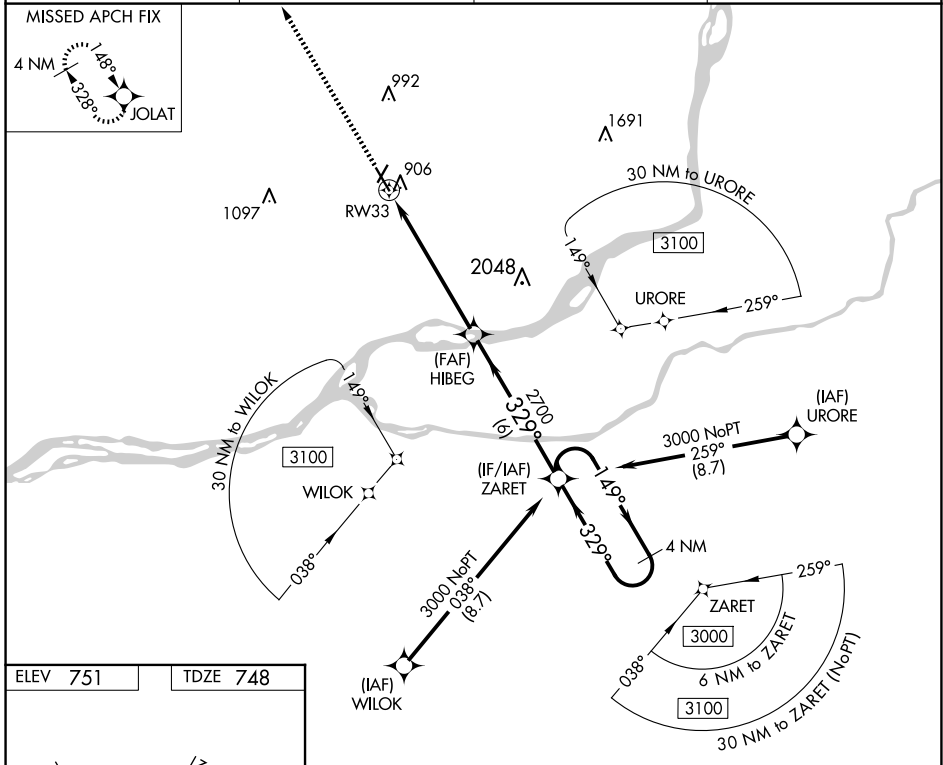 MISSED APCH FIX
4 NM
148°
328°
JOLAT
992
1691
906
RW33
1097
30 NM to URORE
3100
149°
URORE
259°
2048
(FAF)
HIBEG
149°
30 NM to WILOK
3100
WILOK
038°
2700
329°
(6)
(IAF)
URORE
3000 NoPT
259°
(8.7)
(IF/IAF)
ZARET
149°
329°
4 NM
3000 NoPT
038°
(8.7)
(IAF)
WILOK
259°
ZARET
038°
3000
6 NM to ZARET
3100
30 NM to ZARET (NoPT)
ELEV 751
TDZE 748